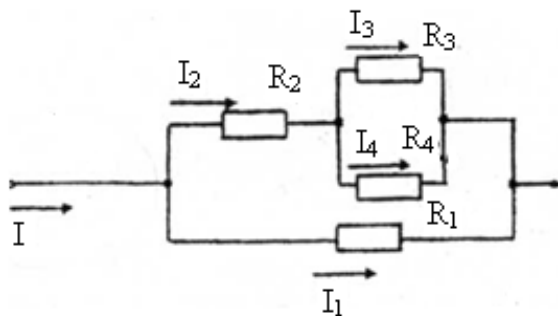 I₃ R₃
I₂ R₂
I₄ R₄
I R₁
I₁